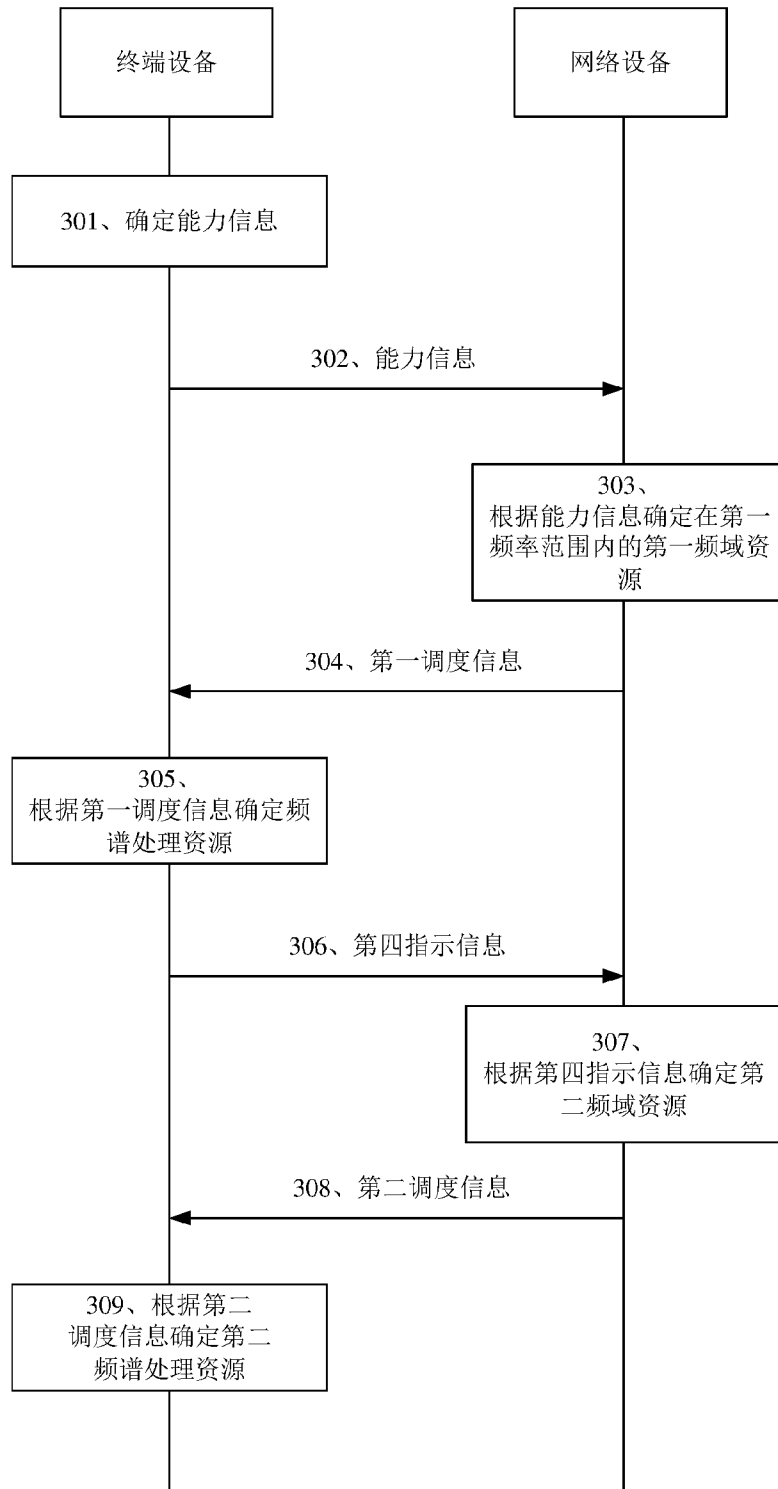 终端设备
网络设备
301、确定能力信息
302、能力信息
303、
根据能力信息确定在第一
频率范围内的第一频域资
源
304、第一调度信息
305、
根据第一调度信息确定频
谱处理资源
306、第四指示信息
307、
根据第四指示信息确定第
二频域资源
308、第二调度信息
309、根据第二
调度信息确定第二
频谱处理资源